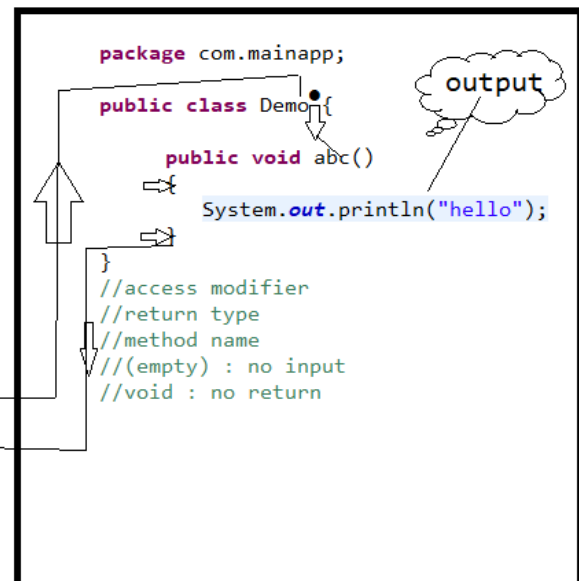 package com.mainapp;
output
public class Demo {
public void abc()
{
System.out.println("hello");
}
}
//access modifier
//return type
//method name
//(empty) : no input
//void : no return